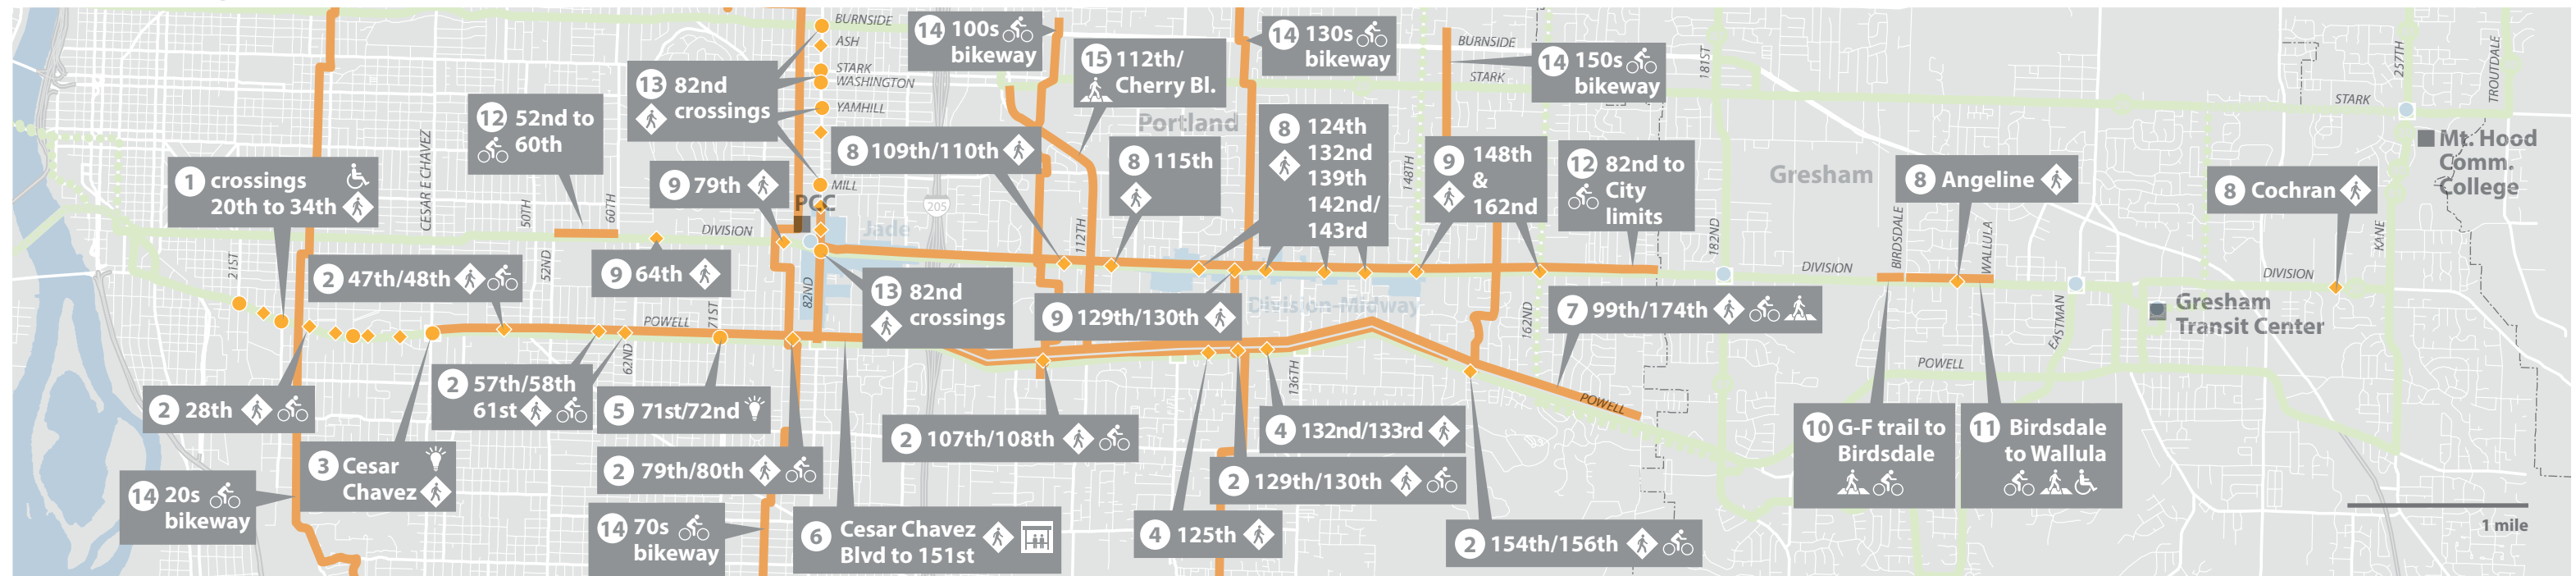 BURNSIDE
ASH
STARK
WASHINGTON
YAMHILL
MILL
14 100s
bikeway
15 112th/
Cherry Bl.
14 130s
bikeway
BURNSIDE
STARK
14 150s
bikeway
181ST
257TH
TROUTDALE
STARK
Mt. Hood
Comm.
College
13 82nd
crossings
12 52nd to
60th
Portland
8 109th/110th
8 115th
8 124th
132nd
139th
142nd/
143rd
148TH
9 148th
&
162nd
12 82nd to
City
limits
Gresham
8 Angeline
8 Cochran
1 crossings
20th to 34th
CESAR E CHAVEZ
50TH
60TH
9 79th
PCC
205
Jade
DIVISION
112TH
21ST
52ND
2 47th/48th
9 64th
82ND
13 82nd
crossings
9 129th/130th
Division-Midway
182ND
DIVISION
BIRDSDALE
WALLULA
EASTMAN
DIVISION
KANE
Gresham
Transit Center
7 99th/174th
162ND
POWELL
71ST
62ND
136TH
POWELL
POWELL
2 28th
2 57th/58th
61st
5 71st/72nd
2 107th/108th
4 132nd/133rd
10 G-F trail to
Birdsdale
11 Birdsdale
to Wallula
3 Cesar
Chavez
2 79th/80th
2 129th/130th
14 20s
bikeway
14 70s
bikeway
6 Cesar Chavez
Blvd to 151st
4 125th
2 154th/156th
1 mile